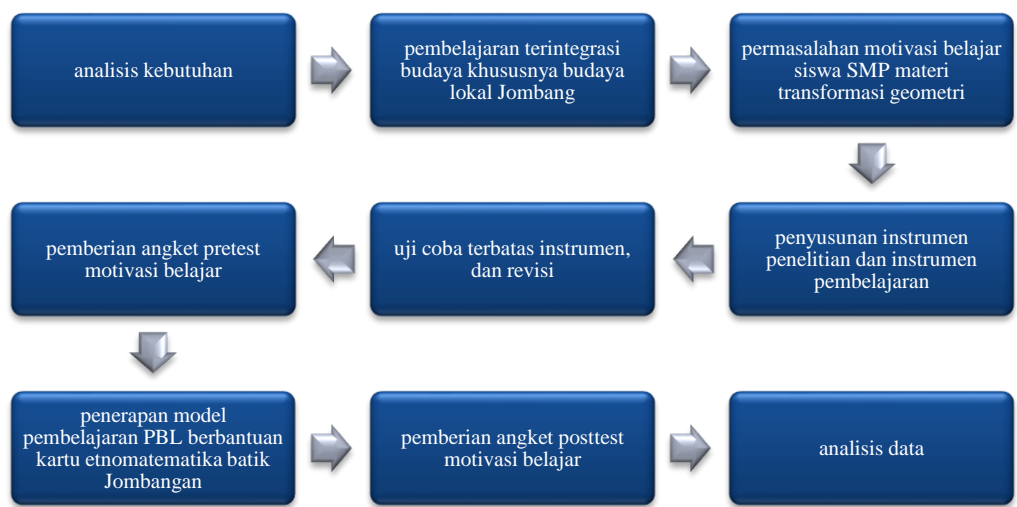 analisis kebutuhan
pembelajaran terintegrasi
budaya khususnya budaya
lokal Jombang
permasalahan motivasi belajar
siswa SMP materi
transformasi geometri
penyusunan instrumen
penelitian dan instrumen
pembelajaran
uji coba terbatas instrumen,
dan revisi
pemberian angket pretest
motivasi belajar
penerapan model
pembelajaran PBL berbantuan
kartu etnomatematika batik
Jombangan
pemberian angket posttest
motivasi belajar
analisis data